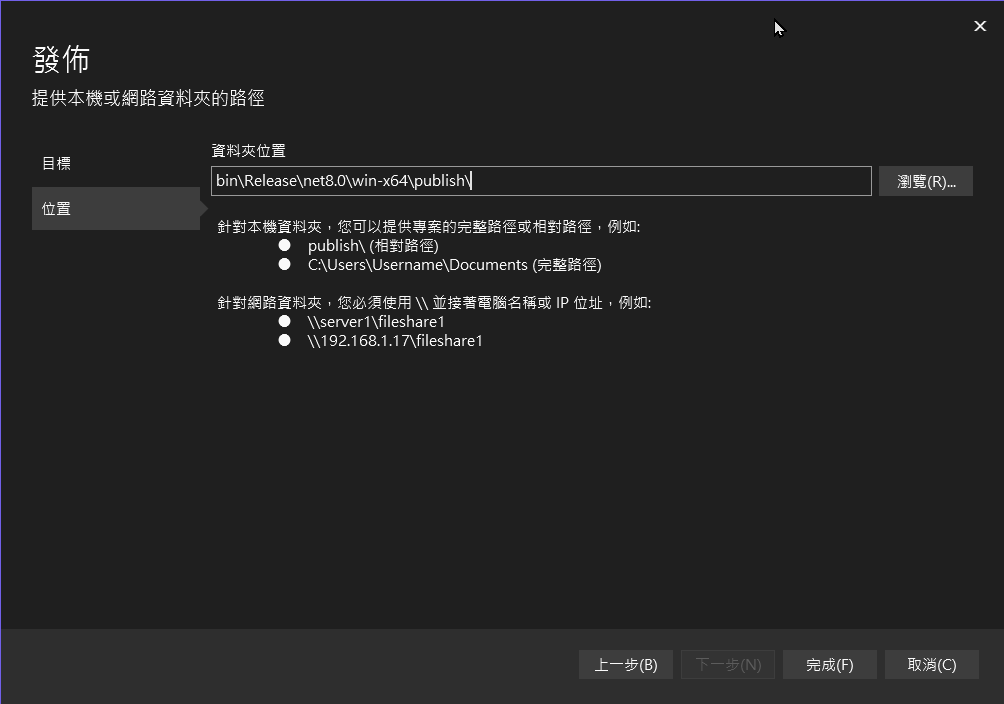 發佈
提供本機或網路資料夾的路徑
目標
位置
資料夾位置
bin\Release\net8.0\win-x64\publish\
瀏覽(R)...
針對本機資料夾，您可以提供專案的完整路徑或相對路徑，例如:
● publish\ (相對路徑)
● C:\Users\Username\Documents (完整路徑)
針對網路資料夾，您必須使用 \\ 並接著電腦名稱或 IP 位址，例如:
● \\server1\fileshare1
● \\192.168.1.17\fileshare1
上一步(B)
下一步(N)
完成(F)
取消(C)